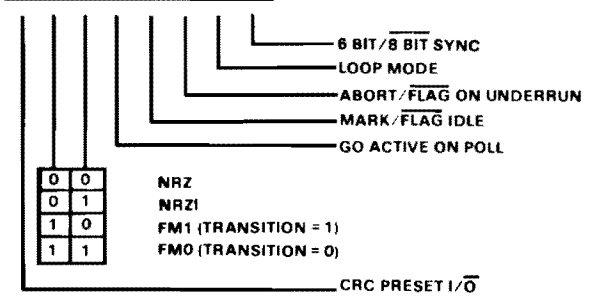 6 BIT/8 BIT SYNC
LOOP MODE
ABORT/FLAG ON UNDERRUN
MARK/FLAG IDLE
GO ACTIVE ON POLL
0 0 NRZ
0 1 NRZI
1 0 FM1 (TRANSITION = 1)
1 1 FM0 (TRANSITION = 0)
CRC PRESET I/O